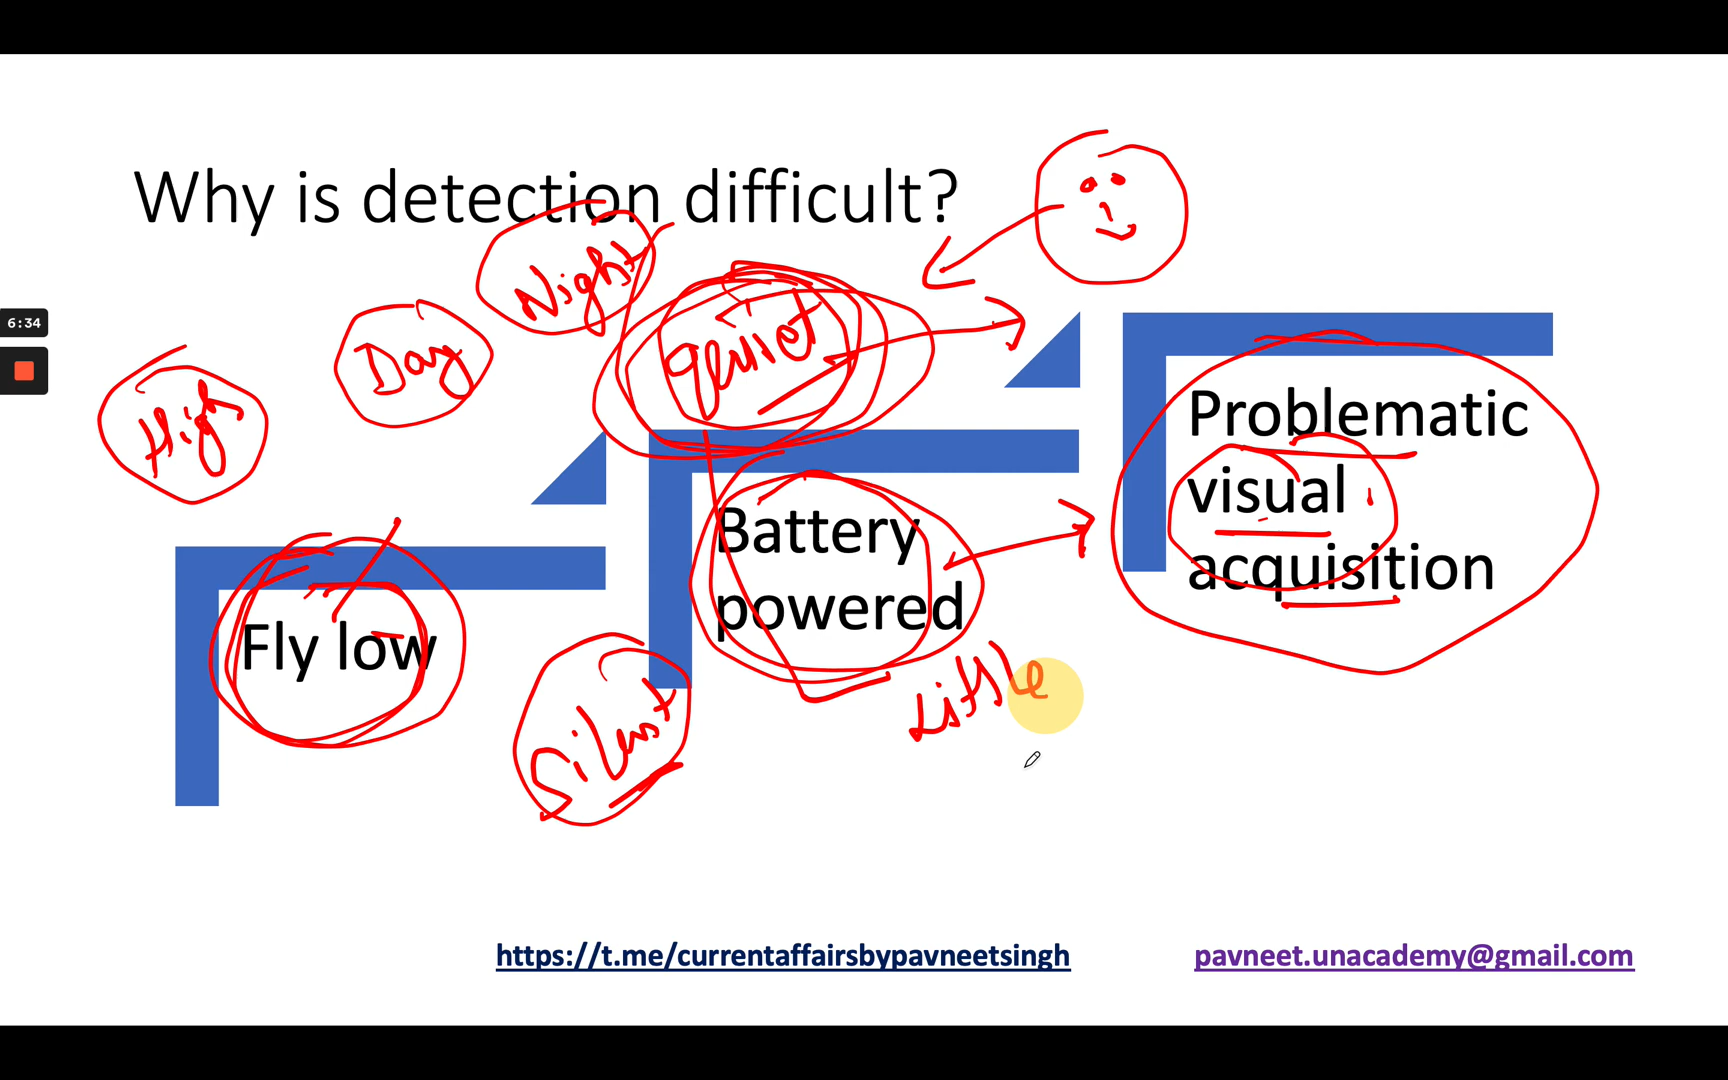 Why is detection difficult?
Night
Day
quiet
High
Problematic
visual
acquisition
Battery
powered
Fly low
Little
Silent
6:34
https://t.me/currentaffairsbypavneetsingh
pavneet.unacademy@gmail.com